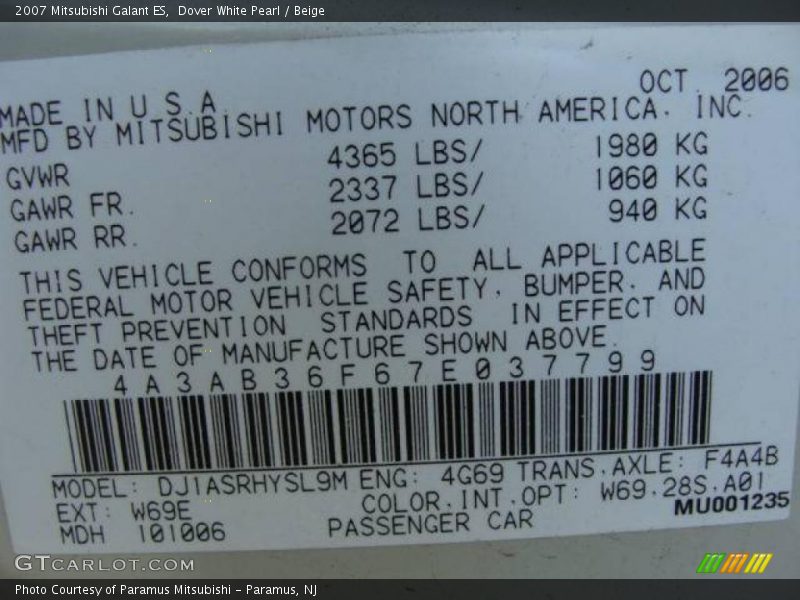 2007 Mitsubishi Galant ES,  Dover White Pearl / Beige
OCT. 2006
MADE IN U.S.A.
MFD BY MITSUBISHI MOTORS NORTH AMERICA. INC.
GVWR 4365 LBS/ 1980 KG
GAWR FR. 2337 LBS/ 1060 KG
GAWR RR. 2072 LBS/ 940 KG
THIS VEHICLE CONFORMS TO ALL APPLICABLE
FEDERAL MOTOR VEHICLE SAFETY, BUMPER, AND
THEFT PREVENTION STANDARDS IN EFFECT ON
THE DATE OF MANUFACTURE SHOWN ABOVE.
4A3AB36F67E037799
MODEL: DJ1ASRHYSL9M ENG: 4G69 TRANS.AXLE: F4A4B
EXT: W69E COLOR.INT.OPT: W69.28S.A01
MDH 101006 PASSENGER CAR MU001235
GTCARLOT.COM
Photo Courtesy of Paramus Mitsubishi - Paramus, NJ